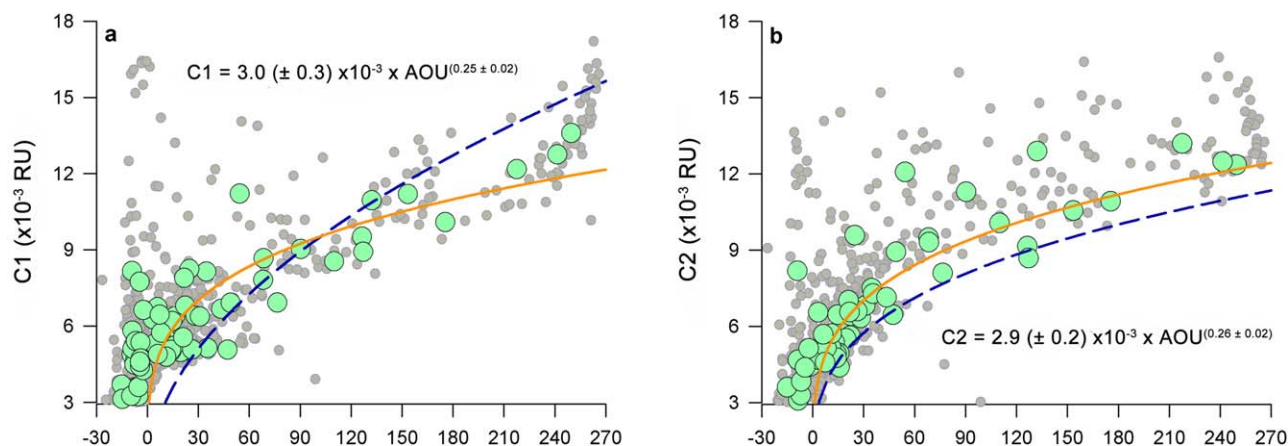 a
C1 = 3.0 (± 0.3) x10⁻³ x AOU⁽⁰·²⁵ ± ⁰·⁰²⁾
C1 (x10⁻³ RU)
18
15
12
9
6
3
-30 0 30 60 90 120 150 180 210 240 270
b
C2 = 2.9 (± 0.2) x10⁻³ x AOU⁽⁰·²⁶ ± ⁰·⁰²⁾
C2 (x10⁻³ RU)
18
15
12
9
6
3
-30 0 30 60 90 120 150 180 210 240 270